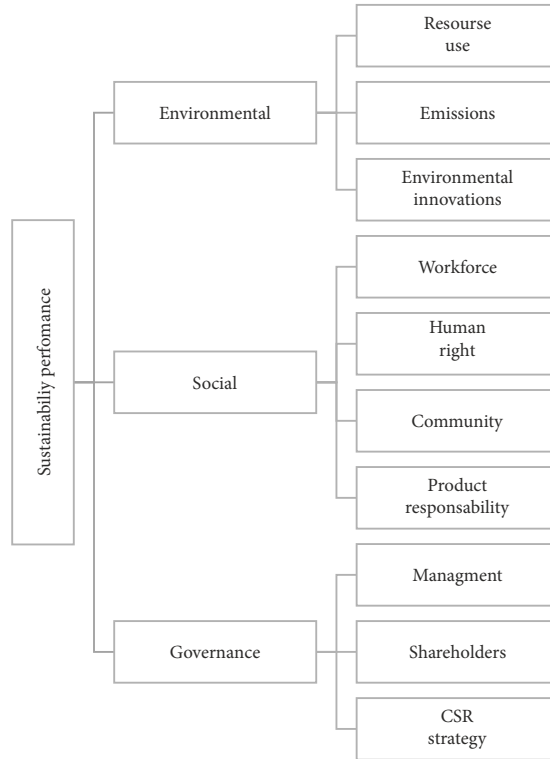 Sustainabiliy perfomance
Environmental
Resourse
use
Emissions
Environmental
innovations
Social
Workforce
Human
right
Community
Product
responsability
Governance
Managment
Shareholders
CSR
strategy